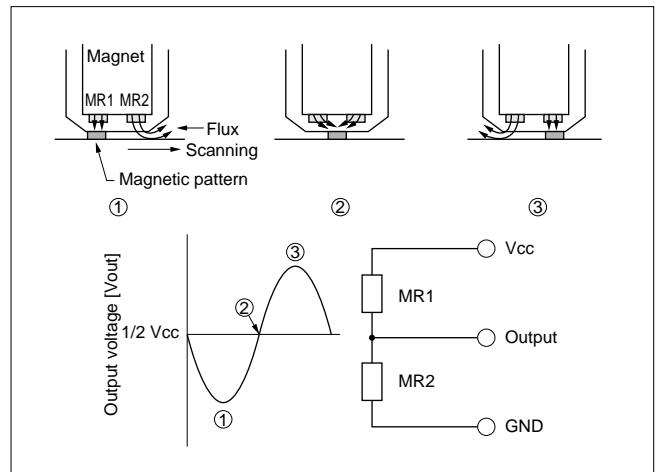 Magnet
MR1 MR2
Flux
Scanning
Magnetic pattern
① ② ③
Output voltage [Vout]
1/2 Vcc
①
②
③
Vcc
MR1
Output
MR2
GND